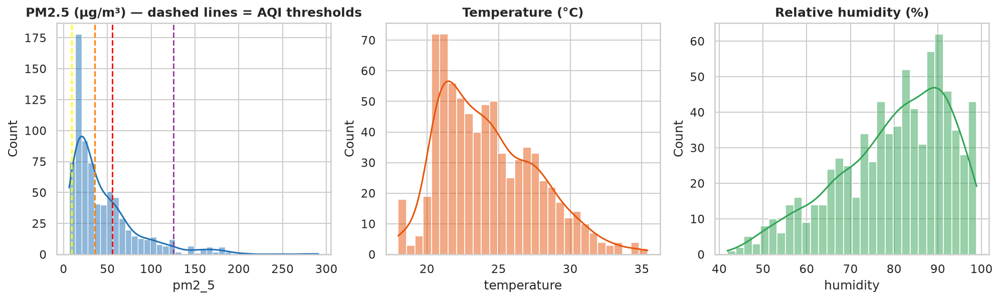 PM2.5 (µg/m³) — dashed lines = AQI thresholds
Count
175
150
125
100
75
50
25
0
0 50 100 150 200 250 300
pm2_5
Temperature (°C)
Count
70
60
50
40
30
20
10
0
20 25 30 35
temperature
Relative humidity (%)
Count
60
50
40
30
20
10
0
40 50 60 70 80 90 100
humidity